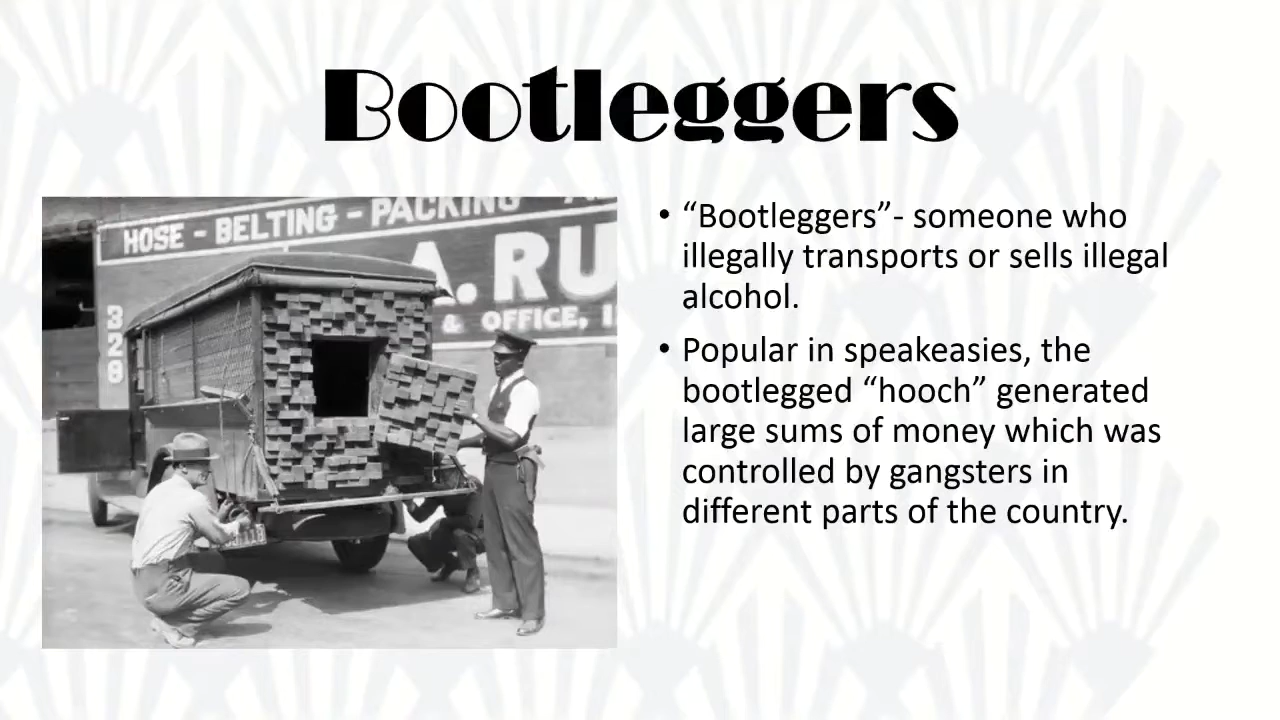 Bootleggers
HOSE - BELTING - PACKING
A. RU
& OFFICE, 1
328
• “Bootleggers”- someone who
illegally transports or sells illegal
alcohol.
• Popular in speakeasies, the
bootlegged “hooch” generated
large sums of money which was
controlled by gangsters in
different parts of the country.